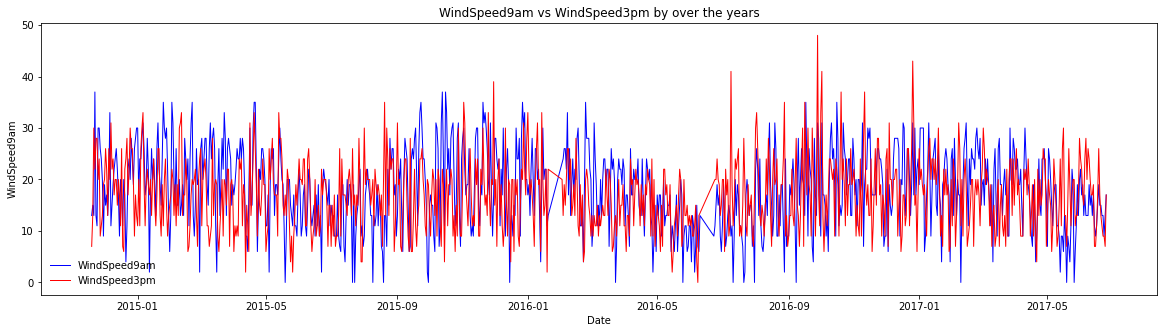 WindSpeed9am vs WindSpeed3pm by over the years
WindSpeed9am
50
40
30
20
10
0
WindSpeed9am
WindSpeed3pm
2015-01
2015-05
2015-09
2016-01
2016-05
2016-09
2017-01
2017-05
Date